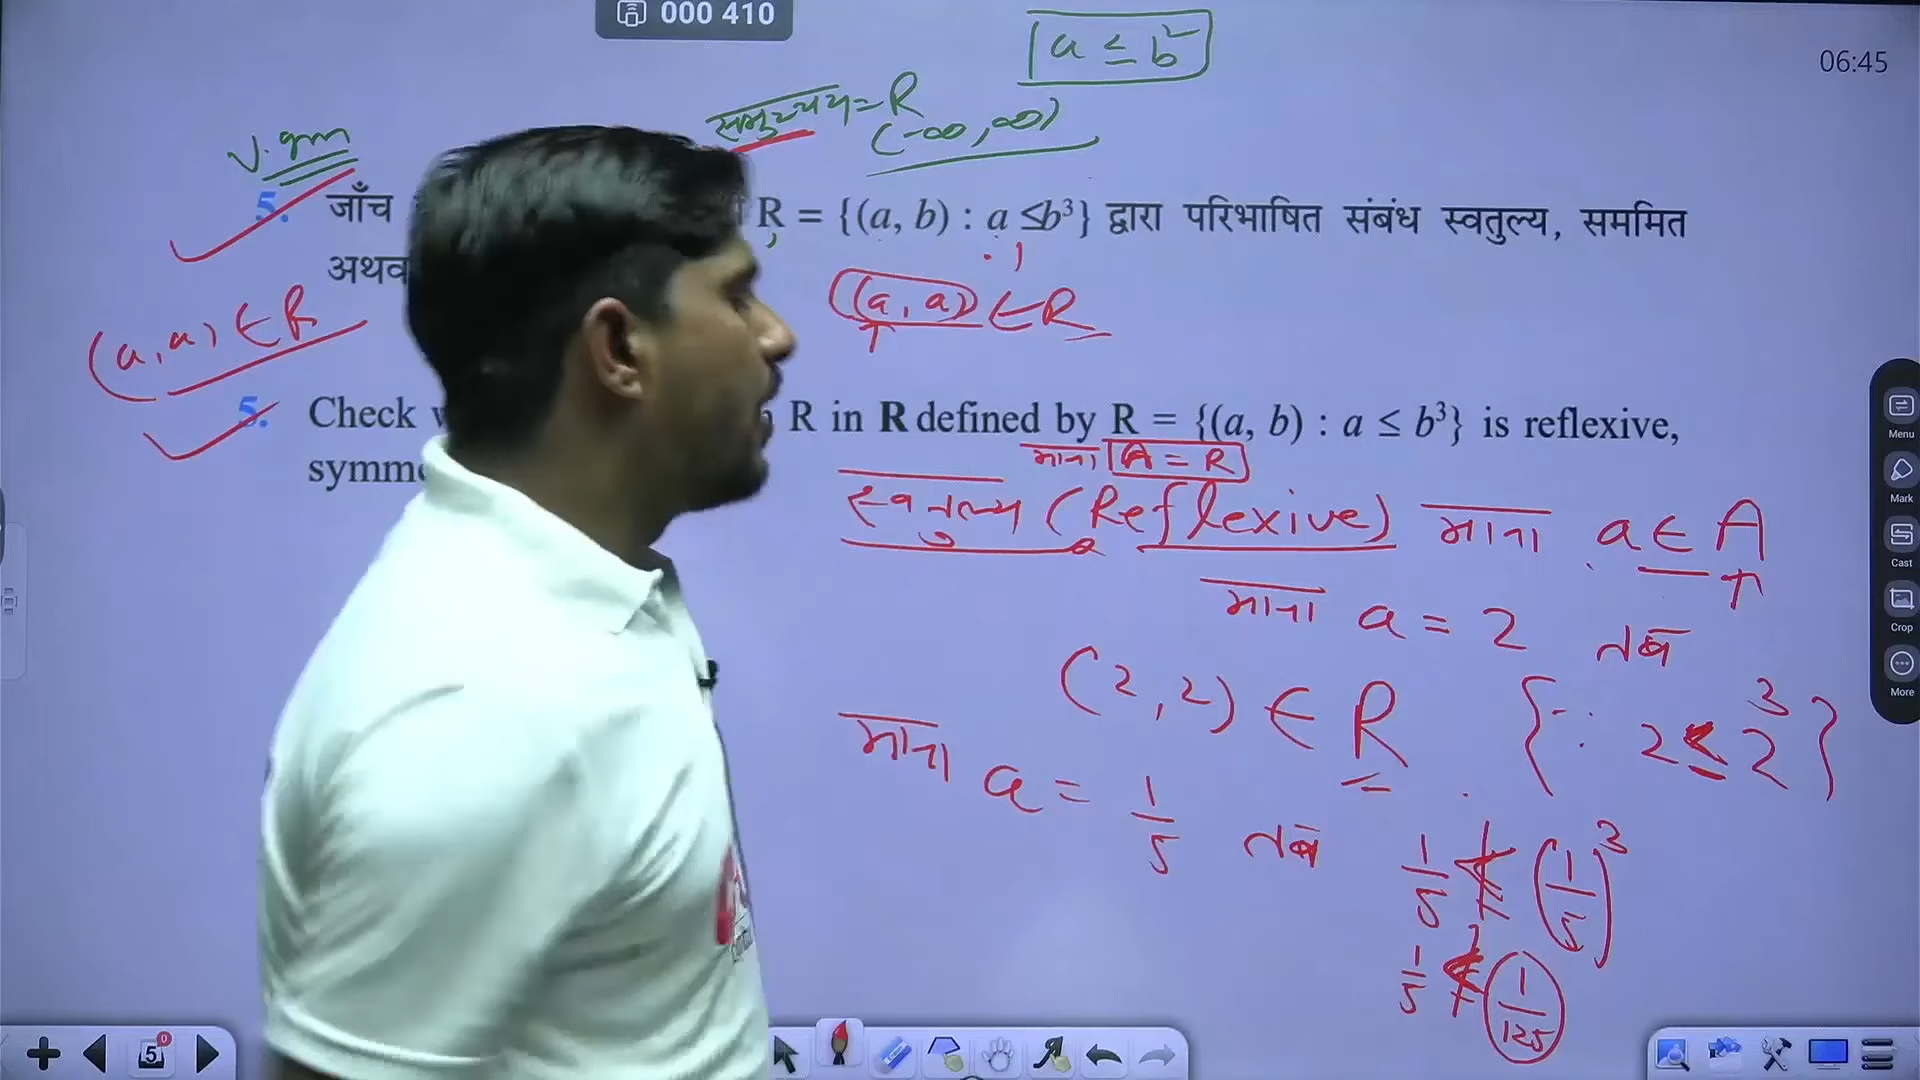 000 410
a ≤ b²
06:45
समुच्चय = R
(-∞, ∞)
V. gm
5. जाँच R = {(a, b) : a ≤b³} द्वारा परिभाषित संबंध स्वतुल्य, सममित
अथव
(a, a) ∈ R
(a, a) ∈ R
5. Check R in R defined by R = {(a, b) : a ≤ b³} is reflexive,
symme
माना A = R
स्वतुल्य (Reflexive) माना a ∈ A
माना a = 2 तब
(2, 2) ∈ R {∵ 2 ≤ 2³}
माना a = 1/5 तब 1/5 ≰ (1/5)³
1/5 ≰ 1/125
Menu
Mark
Cast
Crop
More
5
0